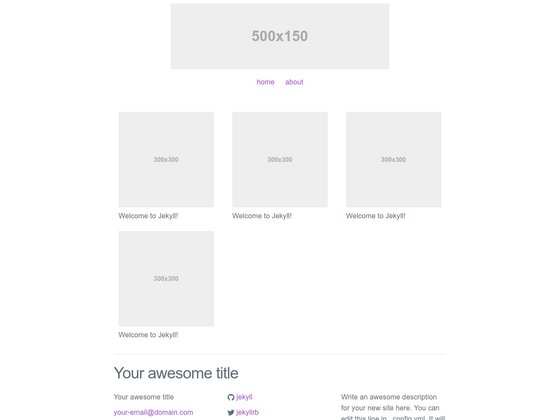 500x150
home about
300x300 300x300 300x300
Welcome to Jekyll! Welcome to Jekyll! Welcome to Jekyll!
300x300
Welcome to Jekyll!
Your awesome title
Your awesome title
your-email@domain.com
jekyll
jekyllrb
Write an awesome description
for your new site here. You can
edit this line in _config.yml. It will